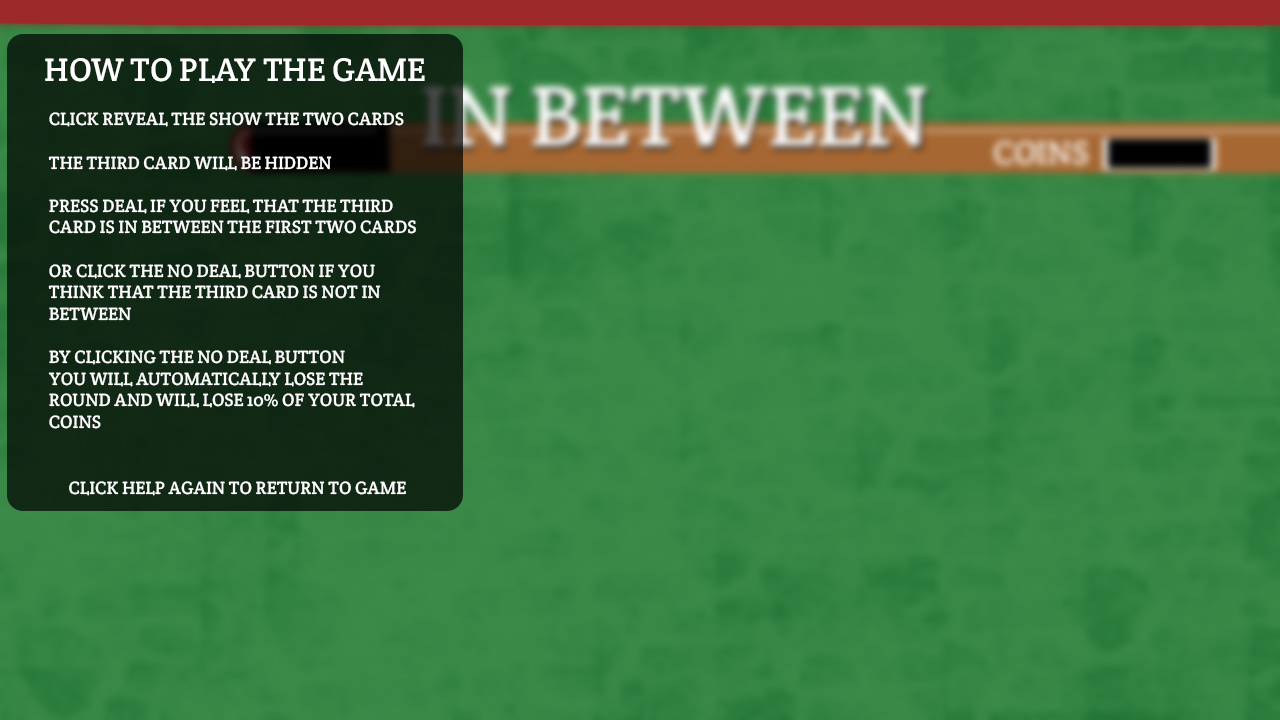 HOW TO PLAY THE GAME
CLICK REVEAL THE SHOW THE TWO CARDS
THE THIRD CARD WILL BE HIDDEN
PRESS DEAL IF YOU FEEL THAT THE THIRD
CARD IS IN BETWEEN THE FIRST TWO CARDS
OR CLICK THE NO DEAL BUTTON IF YOU
THINK THAT THE THIRD CARD IS NOT IN
BETWEEN
BY CLICKING THE NO DEAL BUTTON
YOU WILL AUTOMATICALLY LOSE THE
ROUND AND WILL LOSE 10% OF YOUR TOTAL
COINS
CLICK HELP AGAIN TO RETURN TO GAME
IN BETWEEN
COINS